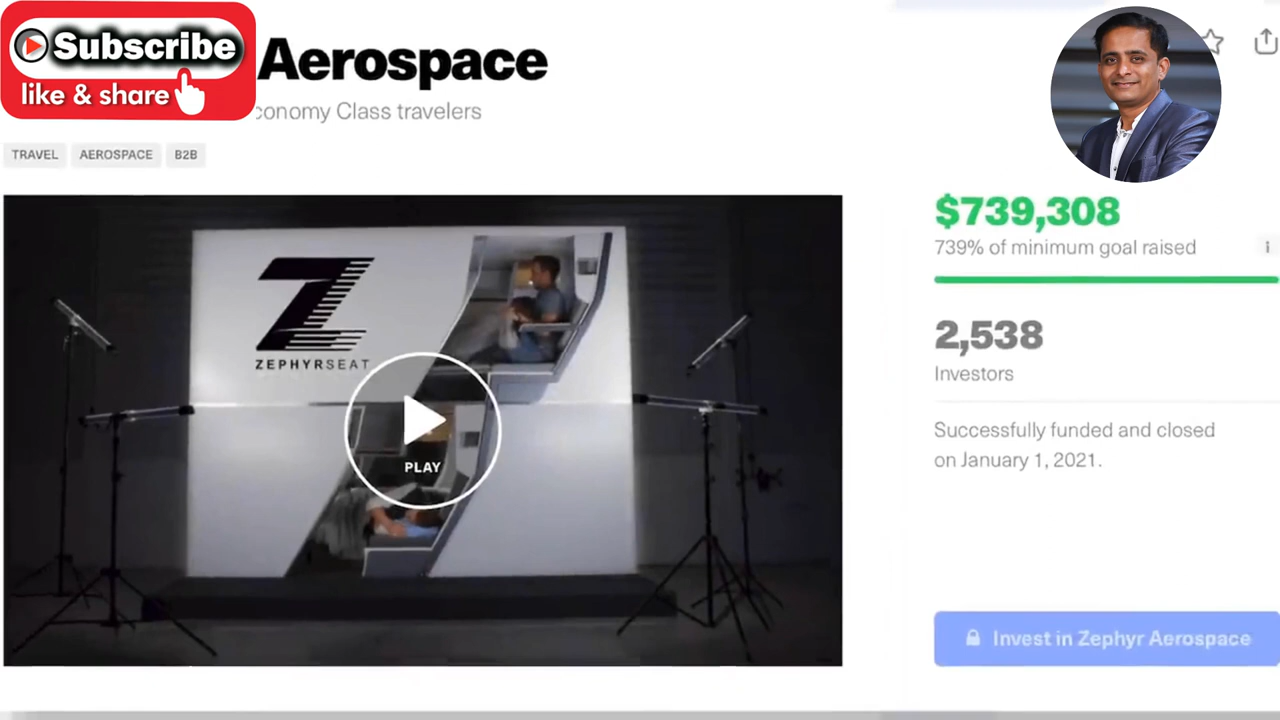 Subscribe
like & share
Aerospace
conomy Class travelers
TRAVEL AEROSPACE B2B
Z
ZEPHYRSEAT
PLAY
$739,308
739% of minimum goal raised
i
2,538
Investors
Successfully funded and closed
on January 1, 2021.
Invest in Zephyr Aerospace